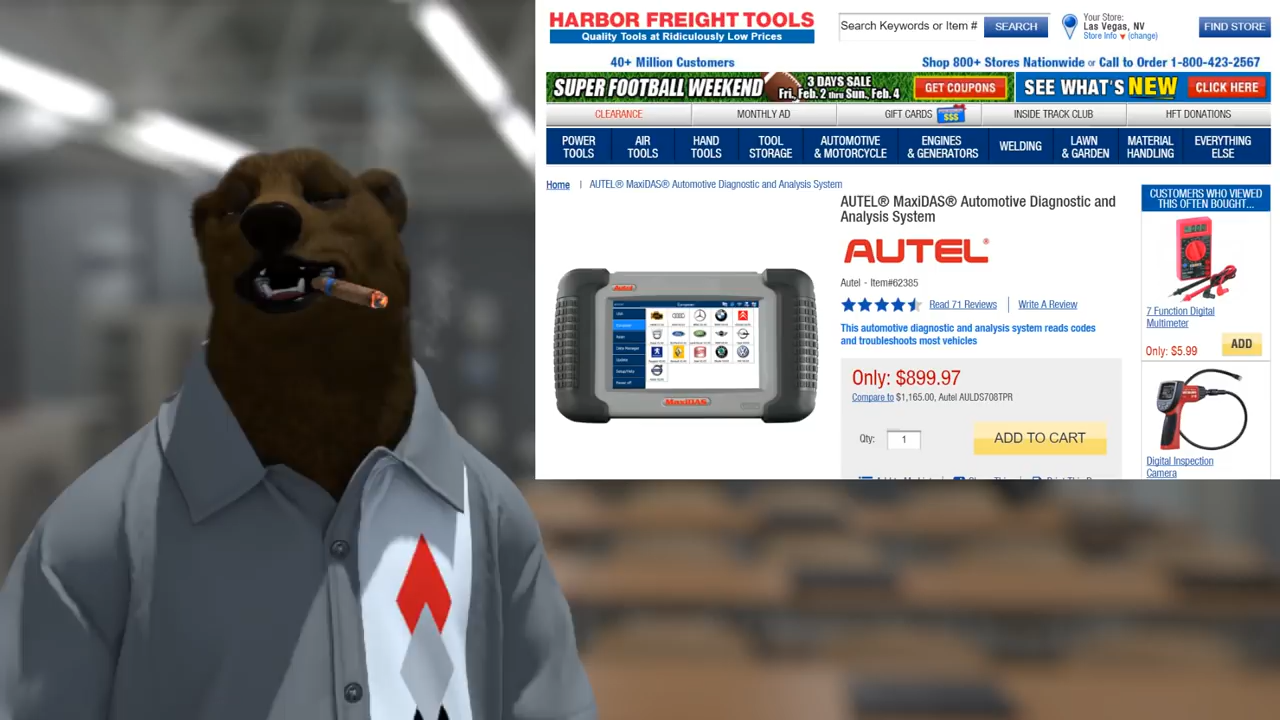 HARBOR FREIGHT TOOLS
Quality Tools at Ridiculously Low Prices
Search Keywords or Item #
SEARCH
Your Store:
Las Vegas, NV
Store Info (change)
FIND STORE
40+ Million Customers
Shop 800+ Stores Nationwide or Call to Order 1-800-423-2567
SUPER FOOTBALL WEEKEND
3 DAYS SALE
Fri., Feb. 2 thru Sun., Feb. 4
GET COUPONS
SEE WHAT'S NEW
CLICK HERE
CLEARANCE
MONTHLY AD
GIFT CARDS
$$$
INSIDE TRACK CLUB
HFT DONATIONS
POWER
TOOLS
AIR
TOOLS
HAND
TOOLS
TOOL
STORAGE
AUTOMOTIVE
& MOTORCYCLE
ENGINES
& GENERATORS
WELDING
LAWN
& GARDEN
MATERIAL
HANDLING
EVERYTHING
ELSE
Home | AUTEL® MaxiDAS® Automotive Diagnostic and Analysis System
AUTEL® MaxiDAS® Automotive Diagnostic and
Analysis System
AUTEL®
Autel - Item#62385
Read 71 Reviews
Write A Review
This automotive diagnostic and analysis system reads codes
and troubleshoots most vehicles
Only: $899.97
Compare to $1,165.00, Autel AULDS708TPR
Qty:
1
ADD TO CART
Autel
European
MaxiDAS
CUSTOMERS WHO VIEWED
THIS OFTEN BOUGHT...
7 Function Digital
Multimeter
Only: $5.99
ADD
Digital Inspection
Camera